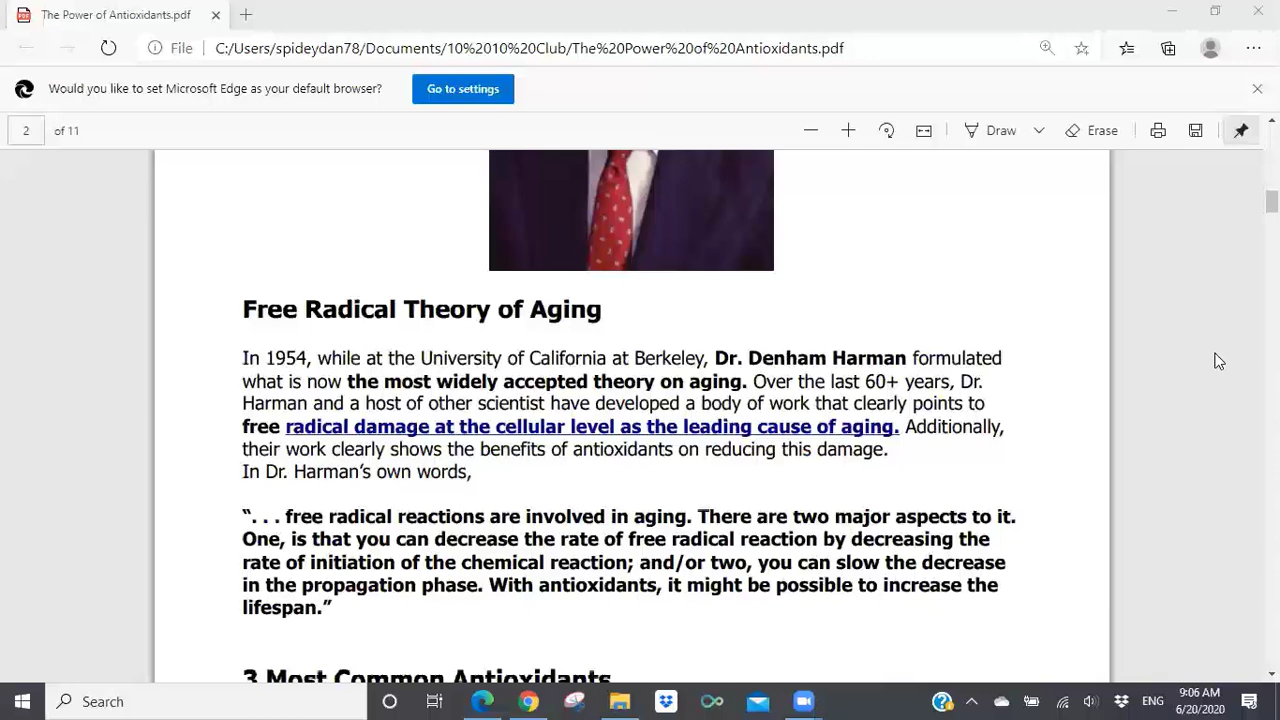 The Power of Antioxidants.pdf
File
C:/Users/spideydan78/Documents/10%2010%20Club/The%20Power%20of%20Antioxidants.pdf
Would you like to set Microsoft Edge as your default browser?
Go to settings
2 of 11
Draw
Erase
Free Radical Theory of Aging
In 1954, while at the University of California at Berkeley, Dr. Denham Harman formulated
what is now the most widely accepted theory on aging. Over the last 60+ years, Dr.
Harman and a host of other scientist have developed a body of work that clearly points to
free radical damage at the cellular level as the leading cause of aging. Additionally,
their work clearly shows the benefits of antioxidants on reducing this damage.
In Dr. Harman’s own words,
“. . . free radical reactions are involved in aging. There are two major aspects to it.
One, is that you can decrease the rate of free radical reaction by decreasing the
rate of initiation of the chemical reaction; and/or two, you can slow the decrease
in the propagation phase. With antioxidants, it might be possible to increase the
lifespan.”
3 Most Common Antioxidants
Search
ENG
9:06 AM
6/20/2020